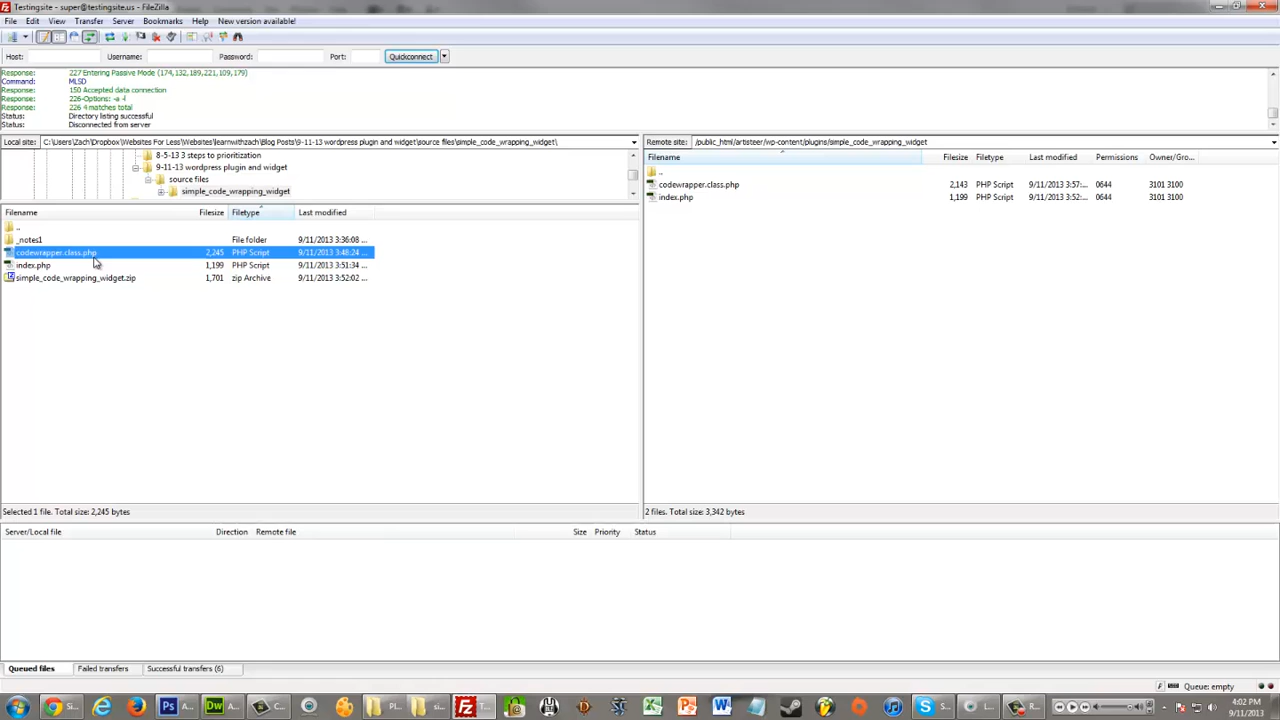 Testingsite - super@testingsite.us - FileZilla
File Edit View Transfer Server Bookmarks Help New version available!
Host: Username: Password: Port: Quickconnect
Response: 227 Entering Passive Mode (174,132,189,221,109,179)
Command: MLSD
Response: 150 Accepted data connection
Response: 226-Options: -a -l
Response: 226 4 matches total
Status: Directory listing successful
Status: Disconnected from server
Local site: C:\Users\Zach\Dropbox\Websites For Less\Websites\learnwithzach\Blog Posts\9-11-13 wordpress plugin and widget\source files\simple_code_wrapping_widget\
Remote site: /public_html/artisteer/wp-content/plugins/simple_code_wrapping_widget
8-5-13 3 steps to prioritization
9-11-13 wordpress plugin and widget
source files
simple_code_wrapping_widget
Filename Filesize Filetype Last modified
..
_notes1 File folder 9/11/2013 3:36:08 ...
codewrapper.class.php 2,245 PHP Script 9/11/2013 3:48:24 ...
index.php 1,199 PHP Script 9/11/2013 3:51:34 ...
simple_code_wrapping_widget.zip 1,701 zip Archive 9/11/2013 3:52:02 ...
Selected 1 file. Total size: 2,245 bytes
Filename Filesize Filetype Last modified Permissions Owner/Gro...
..
codewrapper.class.php 2,143 PHP Script 9/11/2013 3:57:... 0644 3101 3100
index.php 1,199 PHP Script 9/11/2013 3:52:... 0644 3101 3100
2 files. Total size: 3,342 bytes
Server/Local file Direction Remote file Size Priority Status
Queued files Failed transfers Successful transfers (6)
Queue: empty
Si... A... A... C... Pl... si... T... S... L... R...
4:02 PM
9/11/2013